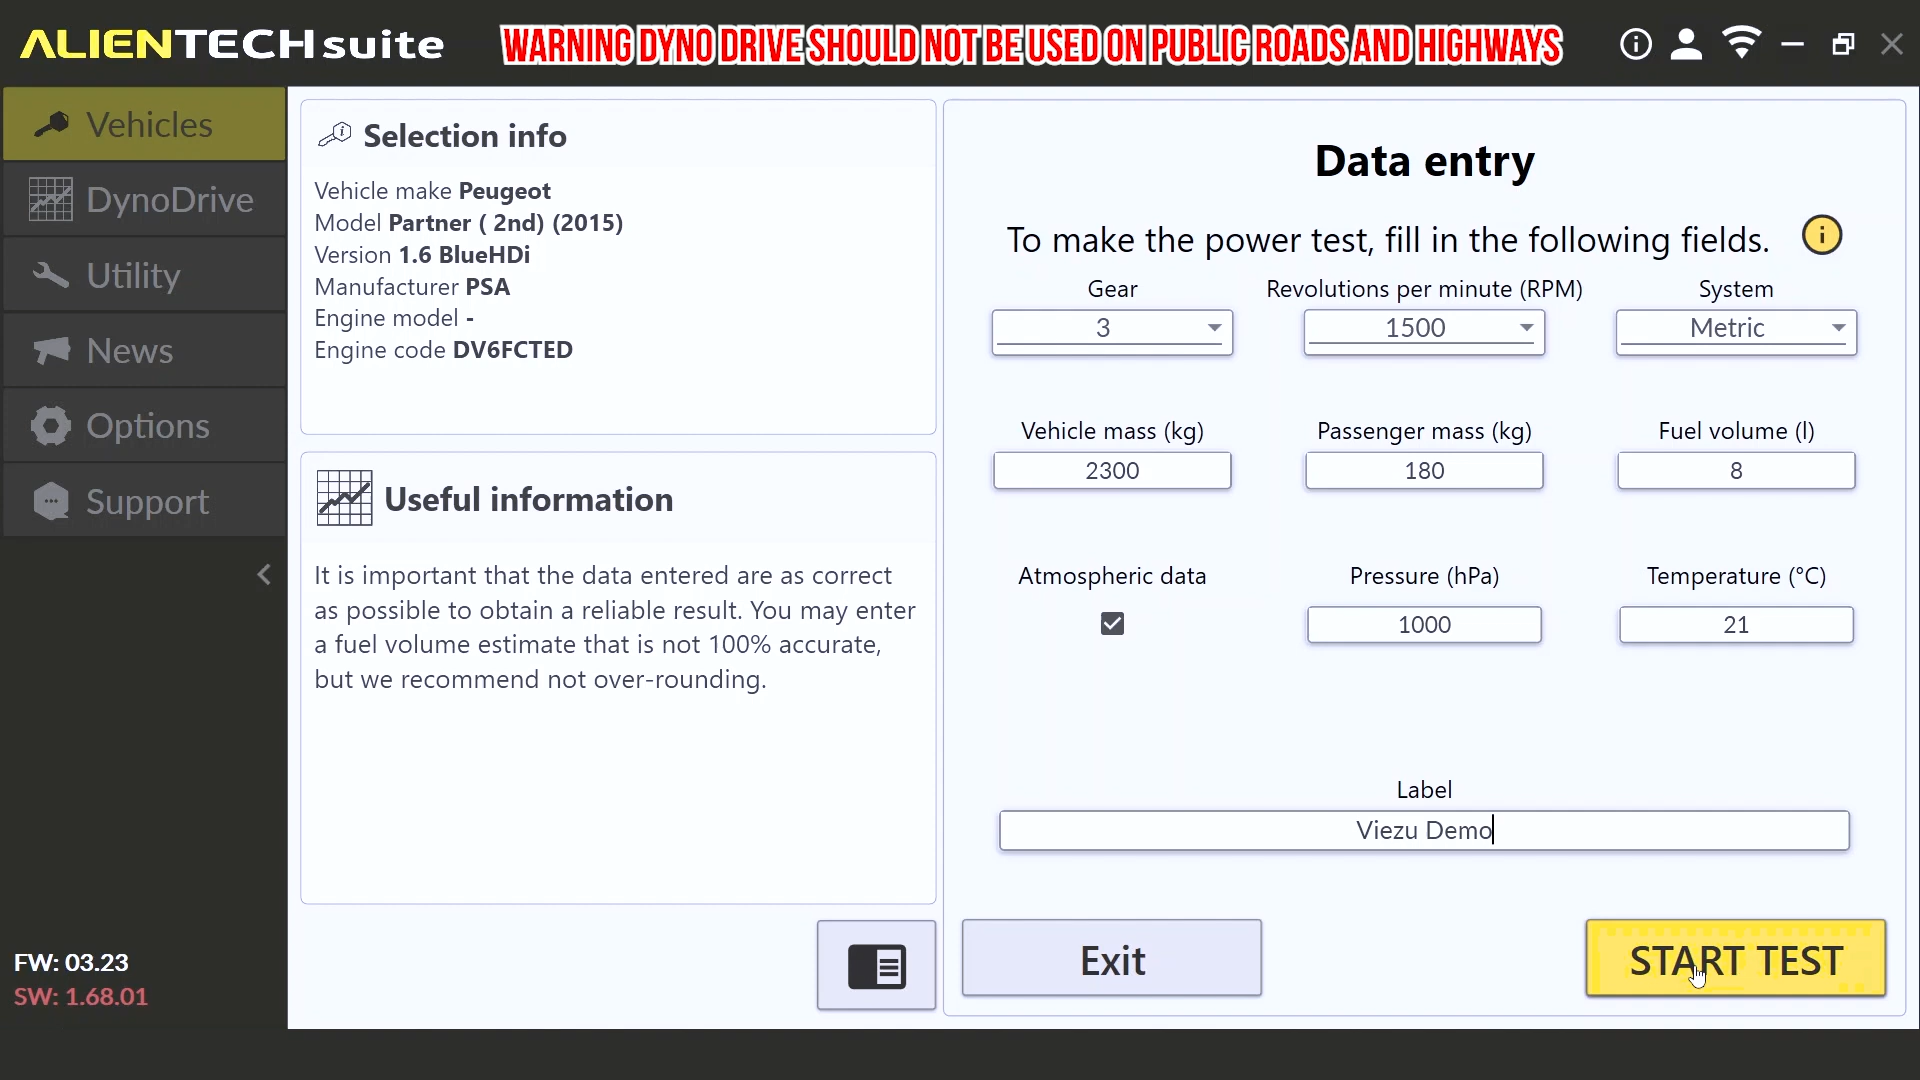 ALIENTECH suite
WARNING DYNO DRIVE SHOULD NOT BE USED ON PUBLIC ROADS AND HIGHWAYS
Vehicles
DynoDrive
Utility
News
Options
Support
FW: 03.23
SW: 1.68.01
Selection info
Vehicle make Peugeot
Model Partner ( 2nd) (2015)
Version 1.6 BlueHDi
Manufacturer PSA
Engine model -
Engine code DV6FCTED
Useful information
It is important that the data entered are as correct
as possible to obtain a reliable result. You may enter
a fuel volume estimate that is not 100% accurate,
but we recommend not over-rounding.
Data entry
To make the power test, fill in the following fields.
Gear
Revolutions per minute (RPM)
System
3
1500
Metric
Vehicle mass (kg)
Passenger mass (kg)
Fuel volume (l)
2300
180
8
Atmospheric data
Pressure (hPa)
Temperature (°C)
1000
21
Label
Viezu Demo
Exit
START TEST